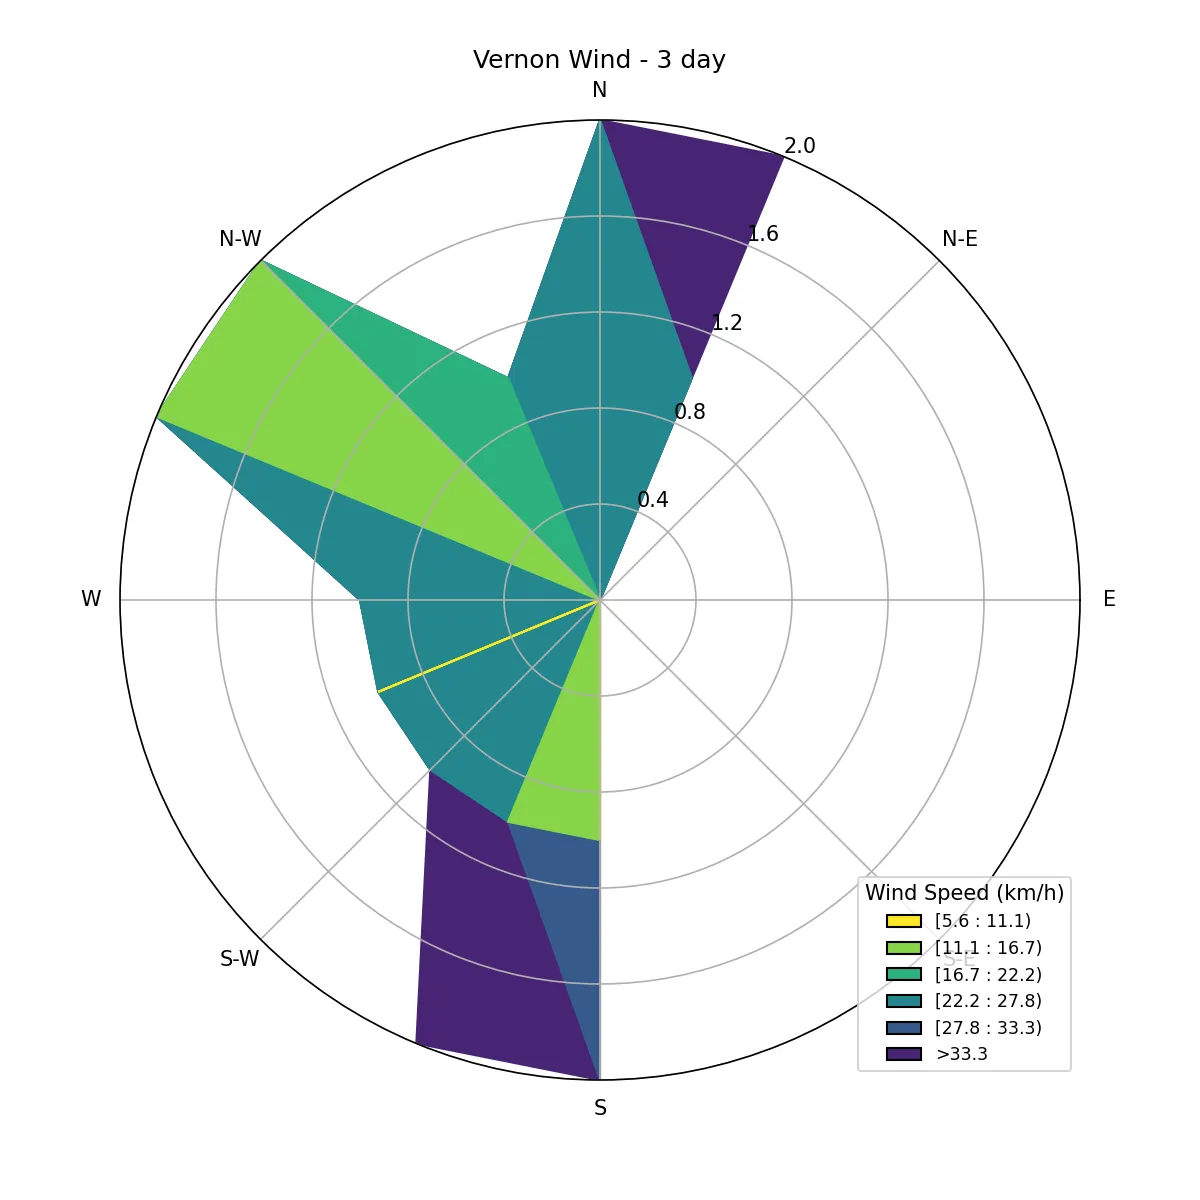 Vernon Wind - 3 day
N
2.0
N-W
1.6
N-E
1.2
0.8
0.4
W
E
S-W
S-E
Wind Speed (km/h)
[5.6 : 11.1)
[11.1 : 16.7)
[16.7 : 22.2)
[22.2 : 27.8)
[27.8 : 33.3)
>33.3
S